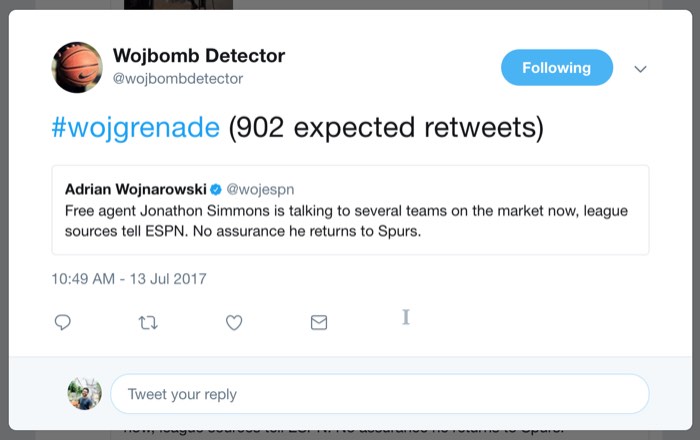 Wojbomb Detector
@wojbombdetector
Following
#wojgrenade (902 expected retweets)
Adrian Wojnarowski @wojespn
Free agent Jonathon Simmons is talking to several teams on the market now, league
sources tell ESPN. No assurance he returns to Spurs.
10:49 AM - 13 Jul 2017
Tweet your reply